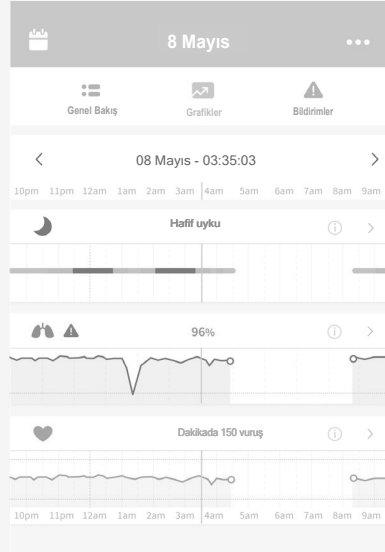 8 Mayıs
Genel Bakış
Grafikler
Bildirimler
08 Mayıs - 03:35:03
10pm 11pm 12am 1am 2am 3am 4am 5am 6am 7am 8am 9am
Hafif uyku
96%
Dakikada 150 vuruş
10pm 11pm 12am 1am 2am 3am 4am 5am 6am 7am 8am 9am